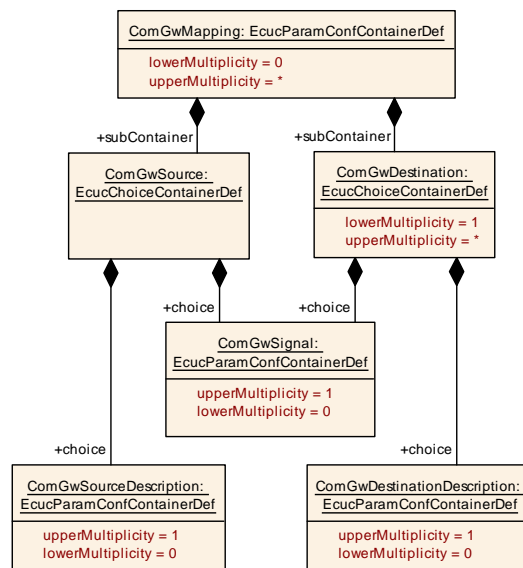 ComGwMapping: EcucParamConfContainerDef
lowerMultiplicity = 0
upperMultiplicity = *
+subContainer
+subContainer
ComGwSource:
EcucChoiceContainerDef
ComGwDestination:
EcucChoiceContainerDef
lowerMultiplicity = 1
upperMultiplicity = *
+choice
+choice
ComGwSignal:
EcucParamConfContainerDef
upperMultiplicity = 1
lowerMultiplicity = 0
+choice
+choice
ComGwSourceDescription:
EcucParamConfContainerDef
upperMultiplicity = 1
lowerMultiplicity = 0
ComGwDestinationDescription:
EcucParamConfContainerDef
upperMultiplicity = 1
lowerMultiplicity = 0